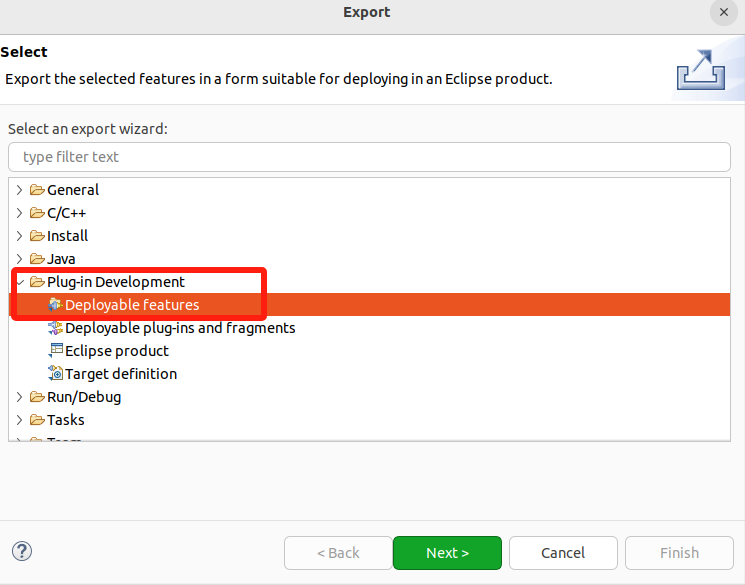 Export
Select
Export the selected features in a form suitable for deploying in an Eclipse product.
Select an export wizard:
type filter text
General
C/C++
Install
Java
Plug-in Development
Deployable features
Deployable plug-ins and fragments
Eclipse product
Target definition
Run/Debug
Tasks
< Back Next > Cancel Finish